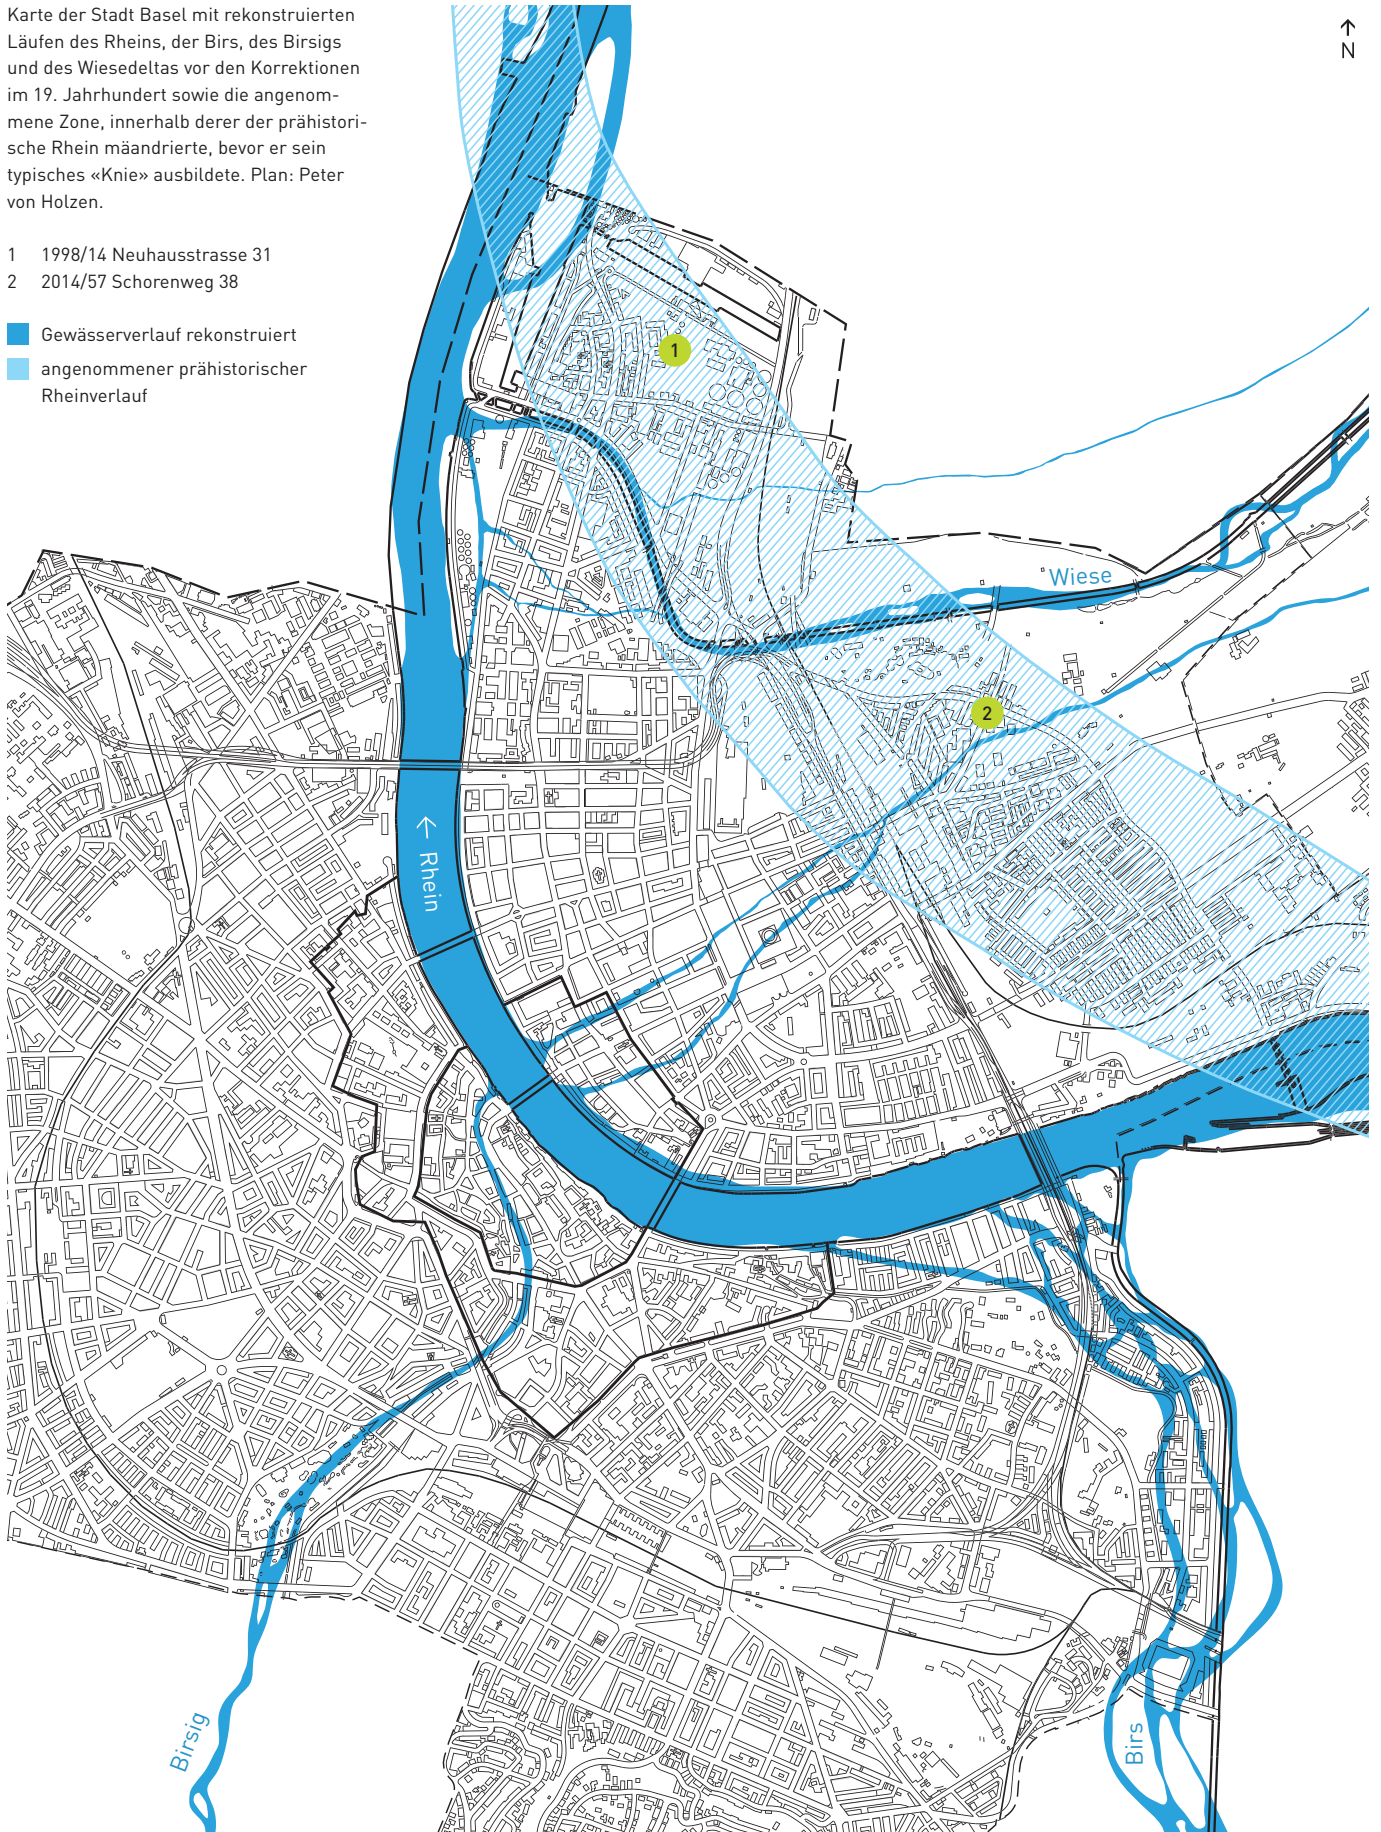 Karte der Stadt Basel mit rekonstruierten
Läufen des Rheins, der Birs, des Birsigs
und des Wiesedeltas vor den Korrektionen
im 19. Jahrhundert sowie die angenom-
mene Zone, innerhalb derer der prähistori-
sche Rhein mäandrierte, bevor er sein
typisches «Knie» ausbildete. Plan: Peter
von Holzen.
1 1998/14 Neuhausstrasse 31
2 2014/57 Schorenweg 38
Gewässerverlauf rekonstruiert
angenommener prähistorischer
Rheinverlauf
↑
N
1
Wiese
2
← Rhein
Birsig
Birs